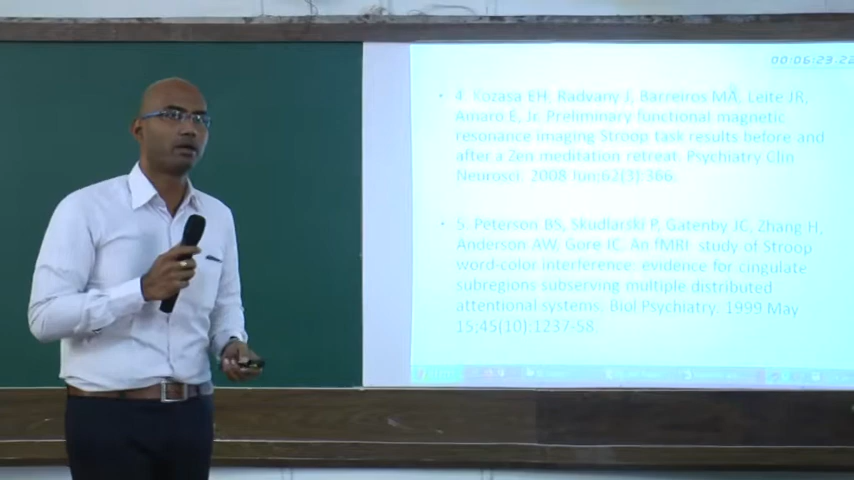 00:06:23.22
• 4. Kozasa EH, Radvany J, Barreiros MA, Leite JR,
Amaro E, Jr. Preliminary functional magnetic
resonance imaging Stroop task results before and
after a Zen meditation retreat. Psychiatry Clin
Neurosci. 2008 Jun;62(3):366.
• 5. Peterson BS, Skudlarski P, Gatenby JC, Zhang H,
Anderson AW, Gore JC. An fMRI study of Stroop
word-color interference: evidence for cingulate
subregions subserving multiple distributed
attentional systems. Biol Psychiatry. 1999 May
15;45(10):1237-58.